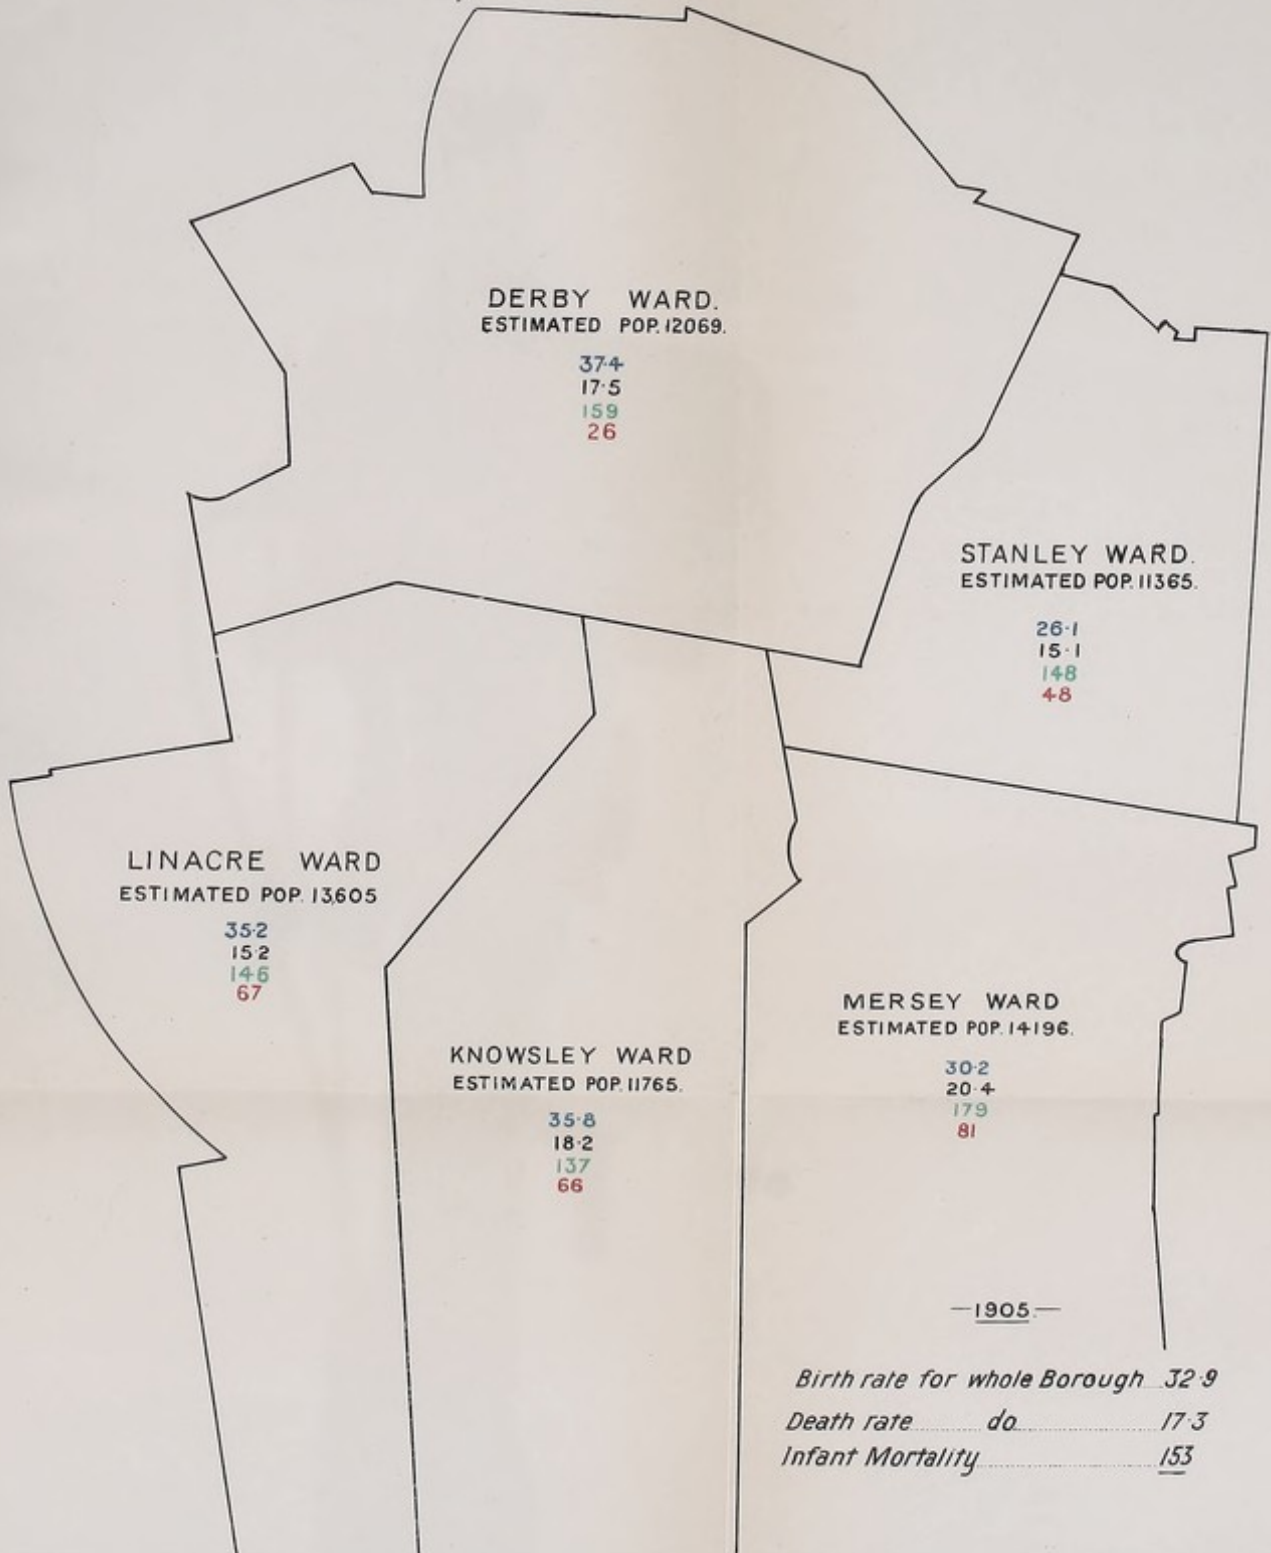 DERBY WARD.
ESTIMATED POP. 12069.
37·4
17·5
159
26
STANLEY WARD.
ESTIMATED POP. 11365.
26·1
15·1
148
48
LINACRE WARD
ESTIMATED POP. 13,605
35·2
15·2
146
67
MERSEY WARD
ESTIMATED POP. 14196.
30·2
20·4
179
81
KNOWSLEY WARD
ESTIMATED POP. 11765.
35·8
18·2
137
66
—1905.—
Birth rate for whole Borough 32·9
Death rate ........ do ................ 17·3
Infant Mortality ........................ 153